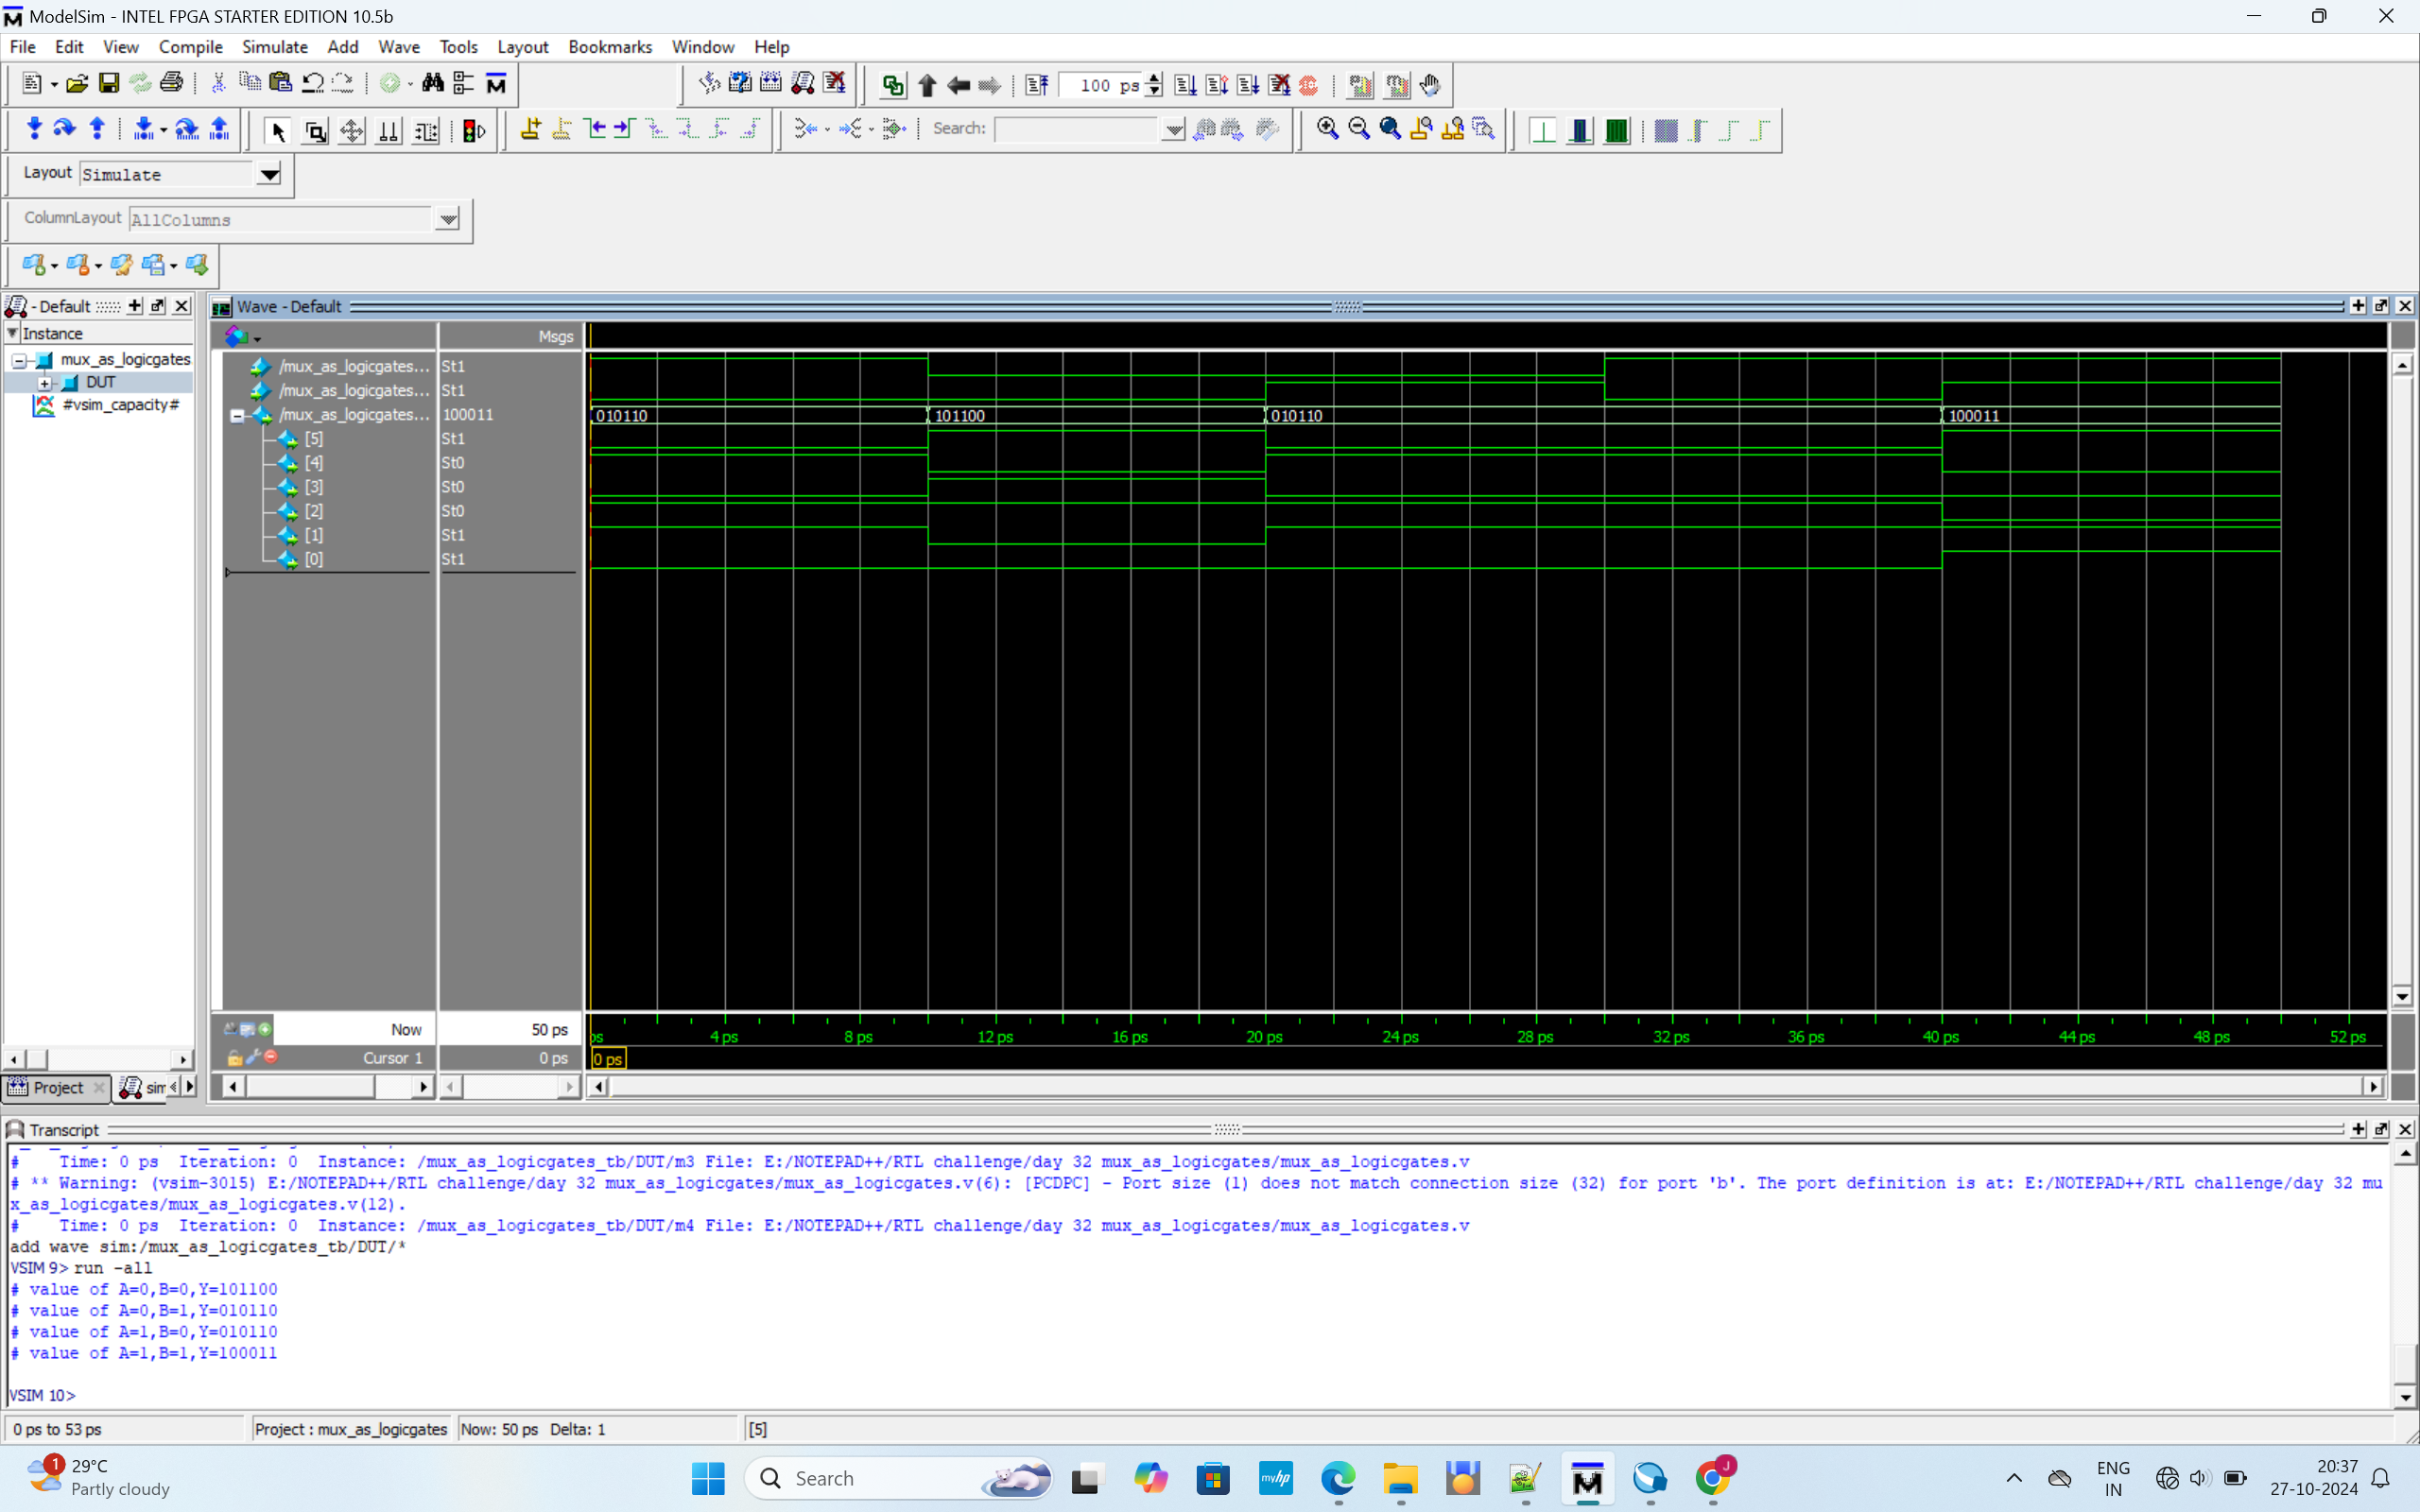 ModelSim - INTEL FPGA STARTER EDITION 10.5b
File Edit View Compile Simulate Add Wave Tools Layout Bookmarks Window Help
100 ps
Search:
Layout Simulate
ColumnLayout AllColumns
- Default
Wave - Default
Instance
Msgs
mux_as_logicgates
DUT
#vsim_capacity#
/mux_as_logicgates... St1
/mux_as_logicgates... St1
/mux_as_logicgates... 100011 010110 101100 010110 100011
[5] St1
[4] St0
[3] St0
[2] St0
[1] St1
[0] St1
Now 50 ps
ps 4 ps 8 ps 12 ps 16 ps 20 ps 24 ps 28 ps 32 ps 36 ps 40 ps 44 ps 48 ps 52 ps
Cursor 1 0 ps 0 ps
Project sim
Transcript
# Time: 0 ps Iteration: 0 Instance: /mux_as_logicgates_tb/DUT/m3 File: E:/NOTEPAD++/RTL challenge/day 32 mux_as_logicgates/mux_as_logicgates.v
# ** Warning: (vsim-3015) E:/NOTEPAD++/RTL challenge/day 32 mux_as_logicgates/mux_as_logicgates.v(6): [PCDPC] - Port size (1) does not match connection size (32) for port 'b'. The port definition is at: E:/NOTEPAD++/RTL challenge/day 32 mu
x_as_logicgates/mux_as_logicgates.v(12).
# Time: 0 ps Iteration: 0 Instance: /mux_as_logicgates_tb/DUT/m4 File: E:/NOTEPAD++/RTL challenge/day 32 mux_as_logicgates/mux_as_logicgates.v
add wave sim:/mux_as_logicgates_tb/DUT/*
VSIM 9> run -all
# value of A=0,B=0,Y=101100
# value of A=0,B=1,Y=010110
# value of A=1,B=0,Y=010110
# value of A=1,B=1,Y=100011
VSIM 10>
0 ps to 53 ps Project : mux_as_logicgates Now: 50 ps Delta: 1 [5]
1
29°C
Partly cloudy
Search
myhp
J
ENG
IN
20:37
27-10-2024